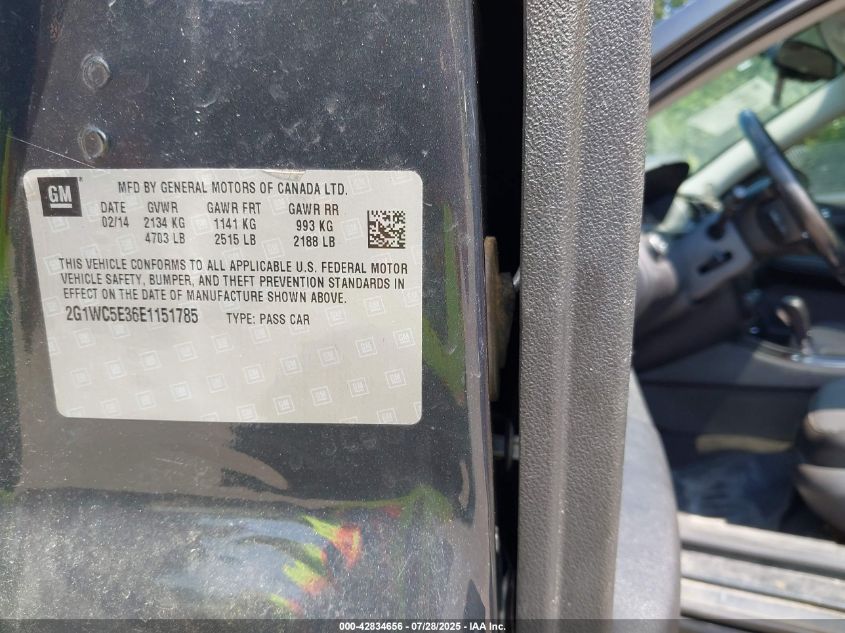 GM
MFD BY GENERAL MOTORS OF CANADA LTD.
DATE GVWR GAWR FRT GAWR RR
02/14 2134 KG 1141 KG 993 KG
4703 LB 2515 LB 2188 LB
THIS VEHICLE CONFORMS TO ALL APPLICABLE U.S. FEDERAL MOTOR
VEHICLE SAFETY, BUMPER, AND THEFT PREVENTION STANDARDS IN
EFFECT ON THE DATE OF MANUFACTURE SHOWN ABOVE.
2G1WC5E36E1151785 TYPE: PASS CAR
000-42834656 - 07/28/2025 - IAA Inc.